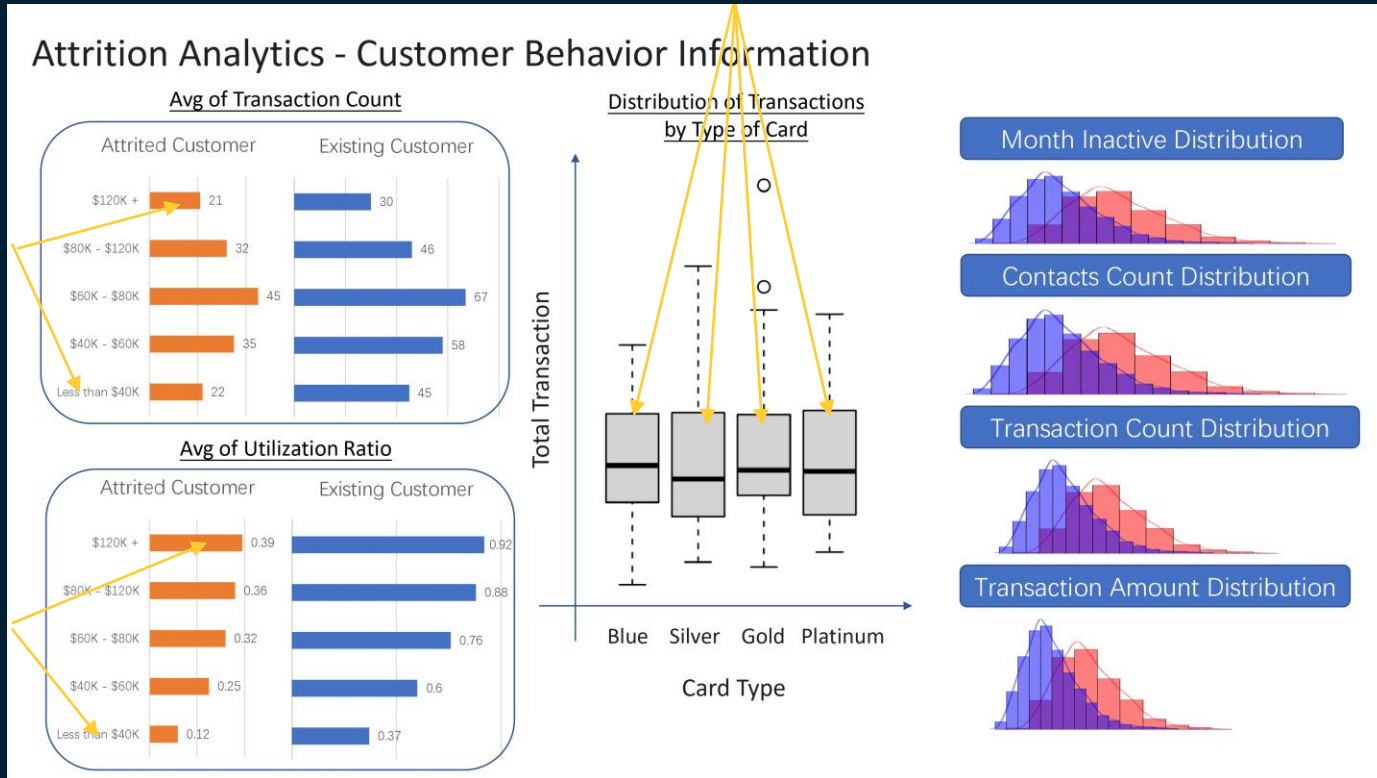 Attrition Analytics - Customer Behavior Information
Avg of Transaction Count
Attrited Customer
Existing Customer
$120K + 21 30
$80K - $120K 32 46
$60K - $80K 45 67
$40K - $60K 35 58
Less than $40K 22 45
Avg of Utilization Ratio
Attrited Customer
Existing Customer
$120K + 0.39 0.92
$80K - $120K 0.36 0.88
$60K - $80K 0.32 0.76
$40K - $60K 0.25 0.6
Less than $40K 0.12 0.37
Distribution of Transactions
by Type of Card
Total Transaction
Blue Silver Gold Platinum
Card Type
Month Inactive Distribution
Contacts Count Distribution
Transaction Count Distribution
Transaction Amount Distribution